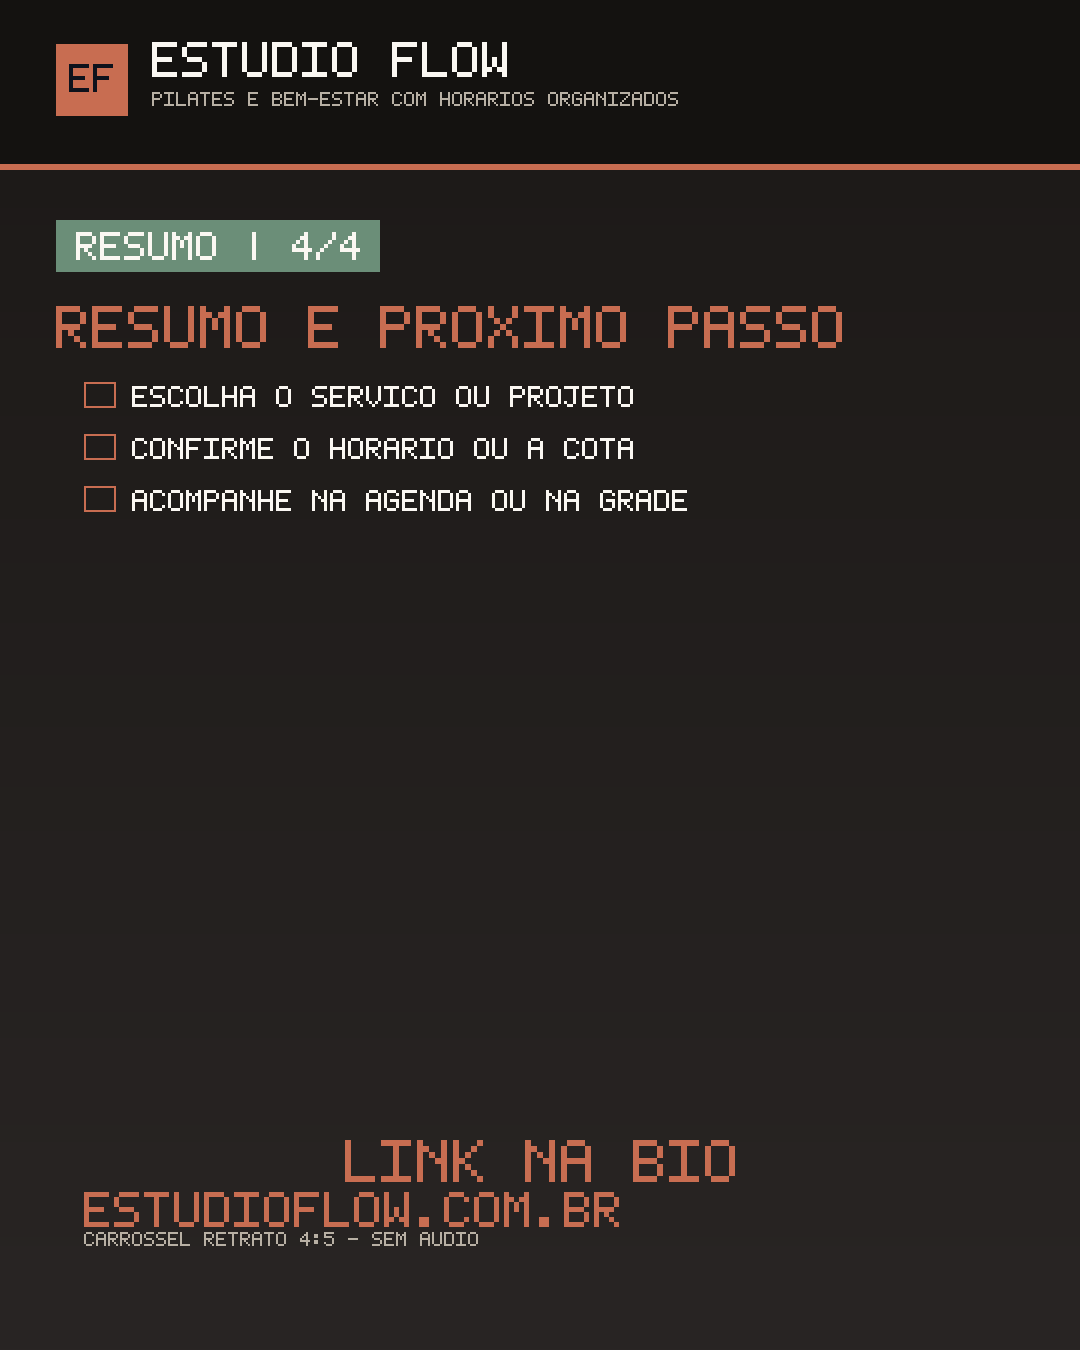 EF
ESTUDIO FLOW
PILATES E BEM-ESTAR COM HORARIOS ORGANIZADOS
RESUMO | 4/4
RESUMO E PROXIMO PASSO
ESCOLHA O SERVICO OU PROJETO
CONFIRME O HORARIO OU A COTA
ACOMPANHE NA AGENDA OU NA GRADE
LINK NA BIO
ESTUDIOFLOW.COM.BR
CARROSSEL RETRATO 4:5 - SEM AUDIO